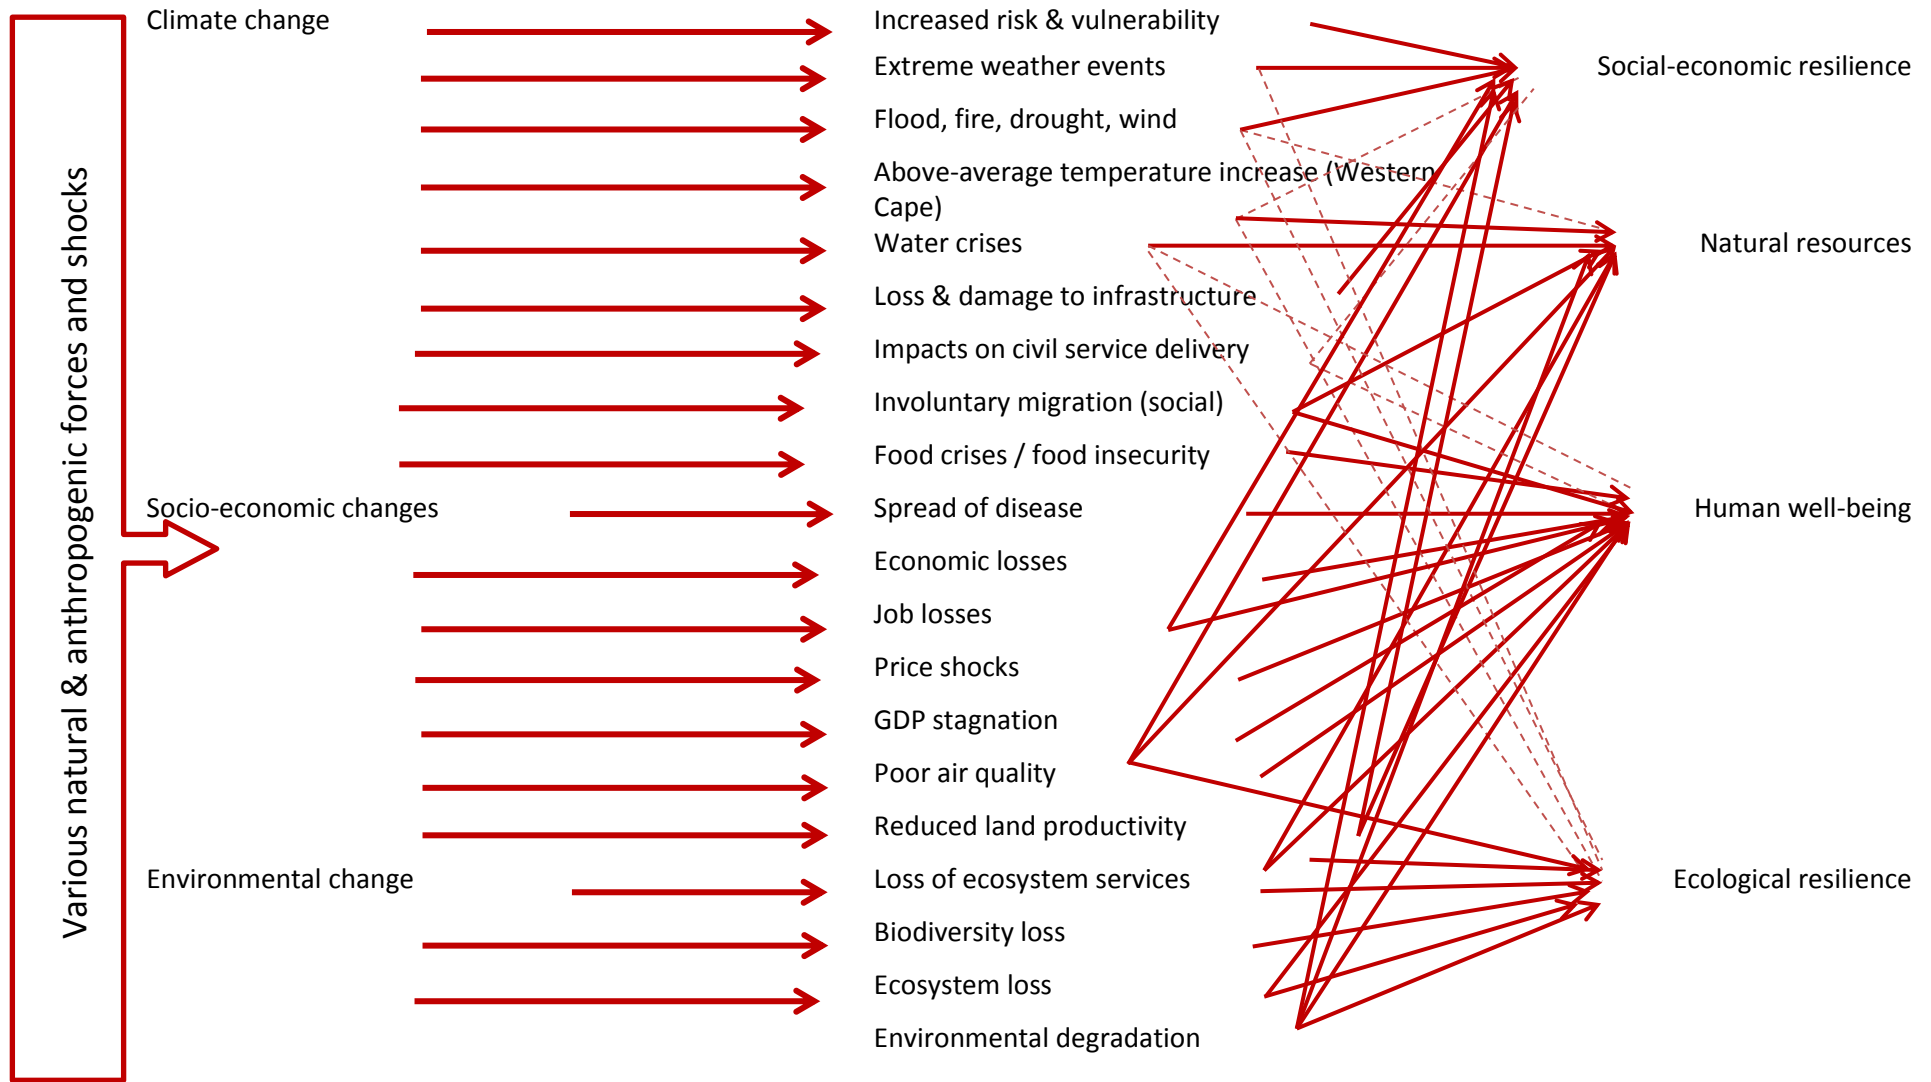 Various natural & anthropogenic forces and shocks
Climate change
Socio-economic changes
Environmental change
Increased risk & vulnerability
Extreme weather events
Flood, fire, drought, wind
Above-average temperature increase (Western
Cape)
Water crises
Loss & damage to infrastructure
Impacts on civil service delivery
Involuntary migration (social)
Food crises / food insecurity
Spread of disease
Economic losses
Job losses
Price shocks
GDP stagnation
Poor air quality
Reduced land productivity
Loss of ecosystem services
Biodiversity loss
Ecosystem loss
Environmental degradation
Social-economic resilience
Natural resources
Human well-being
Ecological resilience